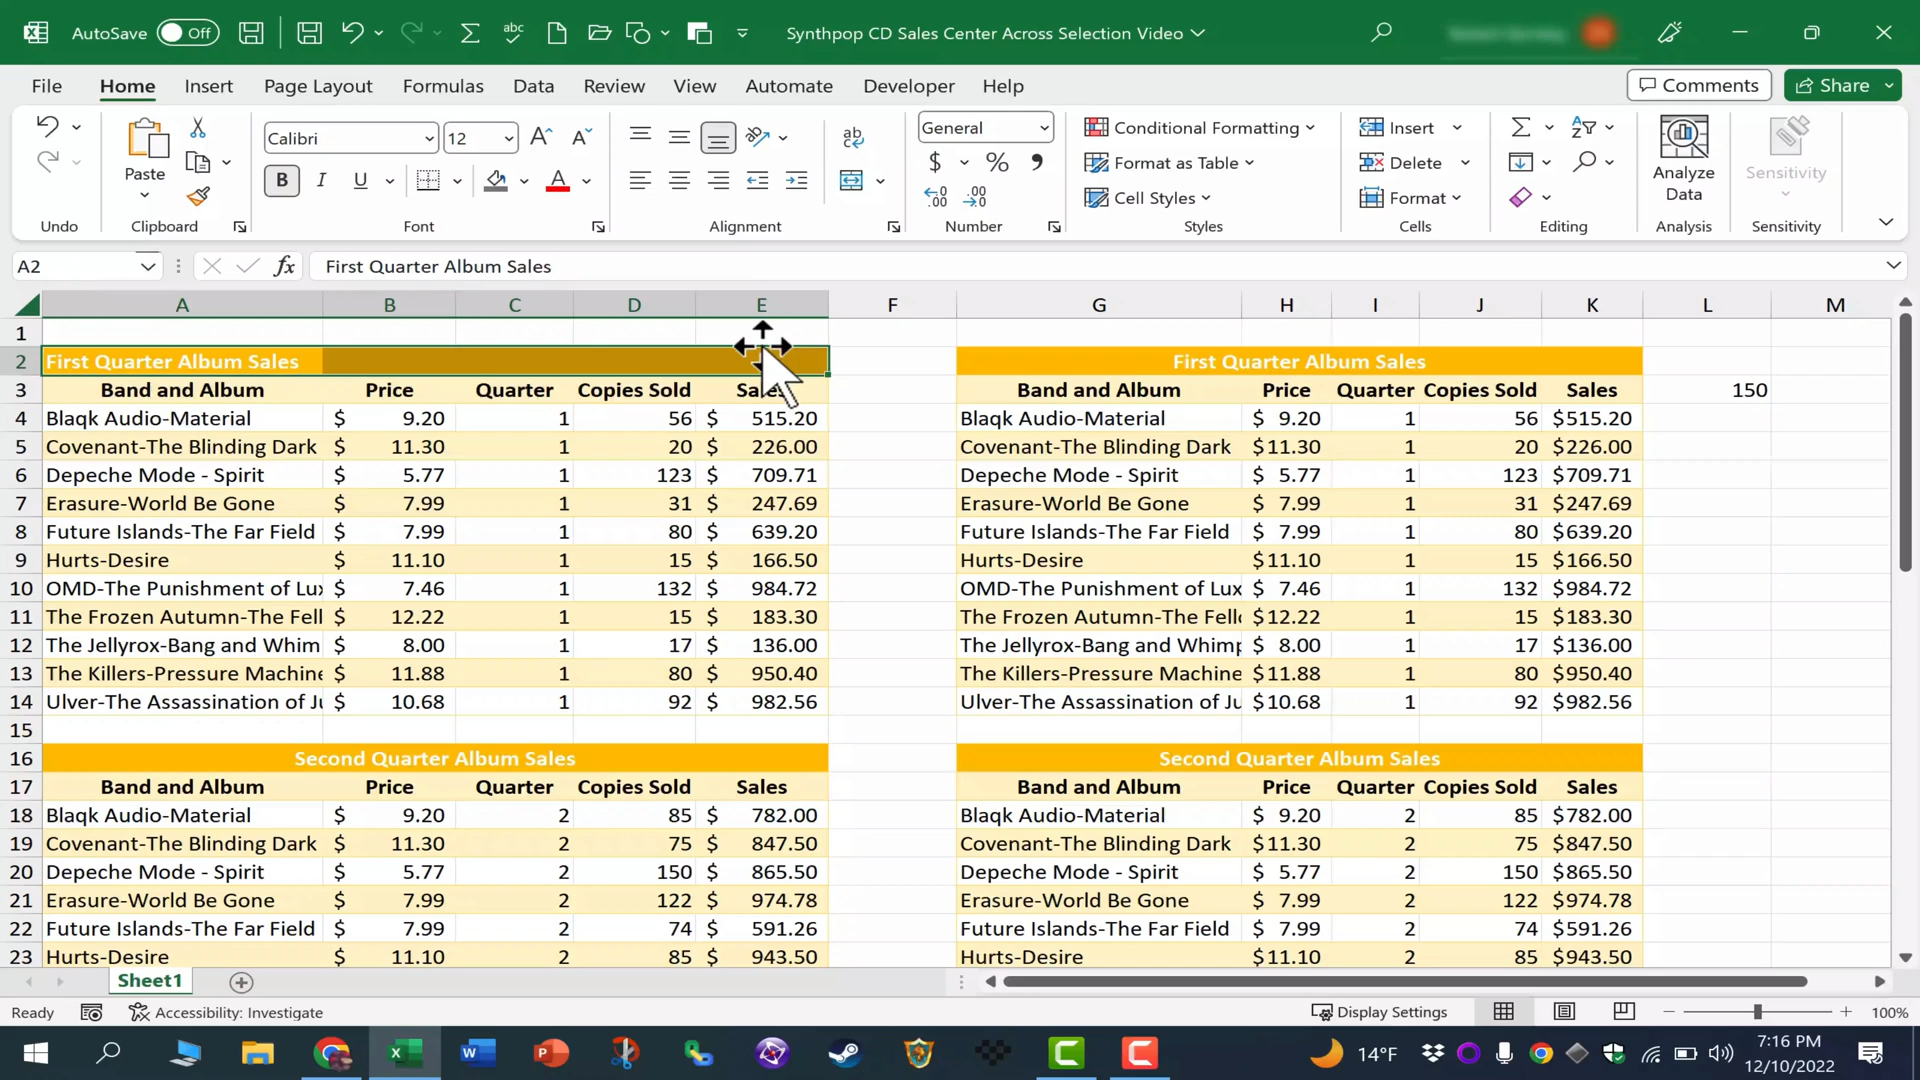 AutoSave Off Synthpop CD Sales Center Across Selection Video
File Home Insert Page Layout Formulas Data Review View Automate Developer Help Comments Share
Calibri 12 General Conditional Formatting Insert
Paste $ % Format as Table Delete Analyze Data Sensitivity
B I U A Cell Styles Format
Undo Clipboard Font Alignment Number Styles Cells Editing Analysis Sensitivity
A2 fx First Quarter Album Sales
A B C D E F G H I J K L M
1
2 First Quarter Album Sales First Quarter Album Sales
3 Band and Album Price Quarter Copies Sold Sales Band and Album Price Quarter Copies Sold Sales 150
4 Blaqk Audio-Material $ 9.20 1 56 $ 515.20 Blaqk Audio-Material $ 9.20 1 56 $515.20
5 Covenant-The Blinding Dark $ 11.30 1 20 $ 226.00 Covenant-The Blinding Dark $11.30 1 20 $226.00
6 Depeche Mode - Spirit $ 5.77 1 123 $ 709.71 Depeche Mode - Spirit $ 5.77 1 123 $709.71
7 Erasure-World Be Gone $ 7.99 1 31 $ 247.69 Erasure-World Be Gone $ 7.99 1 31 $247.69
8 Future Islands-The Far Field $ 7.99 1 80 $ 639.20 Future Islands-The Far Field $ 7.99 1 80 $639.20
9 Hurts-Desire $ 11.10 1 15 $ 166.50 Hurts-Desire $11.10 1 15 $166.50
10 OMD-The Punishment of Lux $ 7.46 1 132 $ 984.72 OMD-The Punishment of Lux $ 7.46 1 132 $984.72
11 The Frozen Autumn-The Fell $ 12.22 1 15 $ 183.30 The Frozen Autumn-The Fello $12.22 1 15 $183.30
12 The Jellyrox-Bang and Whim $ 8.00 1 17 $ 136.00 The Jellyrox-Bang and Whimp $ 8.00 1 17 $136.00
13 The Killers-Pressure Machine $ 11.88 1 80 $ 950.40 The Killers-Pressure Machine $11.88 1 80 $950.40
14 Ulver-The Assassination of Ju $ 10.68 1 92 $ 982.56 Ulver-The Assassination of Ju $10.68 1 92 $982.56
15
16 Second Quarter Album Sales Second Quarter Album Sales
17 Band and Album Price Quarter Copies Sold Sales Band and Album Price Quarter Copies Sold Sales
18 Blaqk Audio-Material $ 9.20 2 85 $ 782.00 Blaqk Audio-Material $ 9.20 2 85 $782.00
19 Covenant-The Blinding Dark $ 11.30 2 75 $ 847.50 Covenant-The Blinding Dark $11.30 2 75 $847.50
20 Depeche Mode - Spirit $ 5.77 2 150 $ 865.50 Depeche Mode - Spirit $ 5.77 2 150 $865.50
21 Erasure-World Be Gone $ 7.99 2 122 $ 974.78 Erasure-World Be Gone $ 7.99 2 122 $974.78
22 Future Islands-The Far Field $ 7.99 2 74 $ 591.26 Future Islands-The Far Field $ 7.99 2 74 $591.26
23 Hurts-Desire $ 11.10 2 85 $ 943.50 Hurts-Desire $11.10 2 85 $943.50
Sheet1
Ready Accessibility: Investigate Display Settings 100%
14°F 7:16 PM
12/10/2022